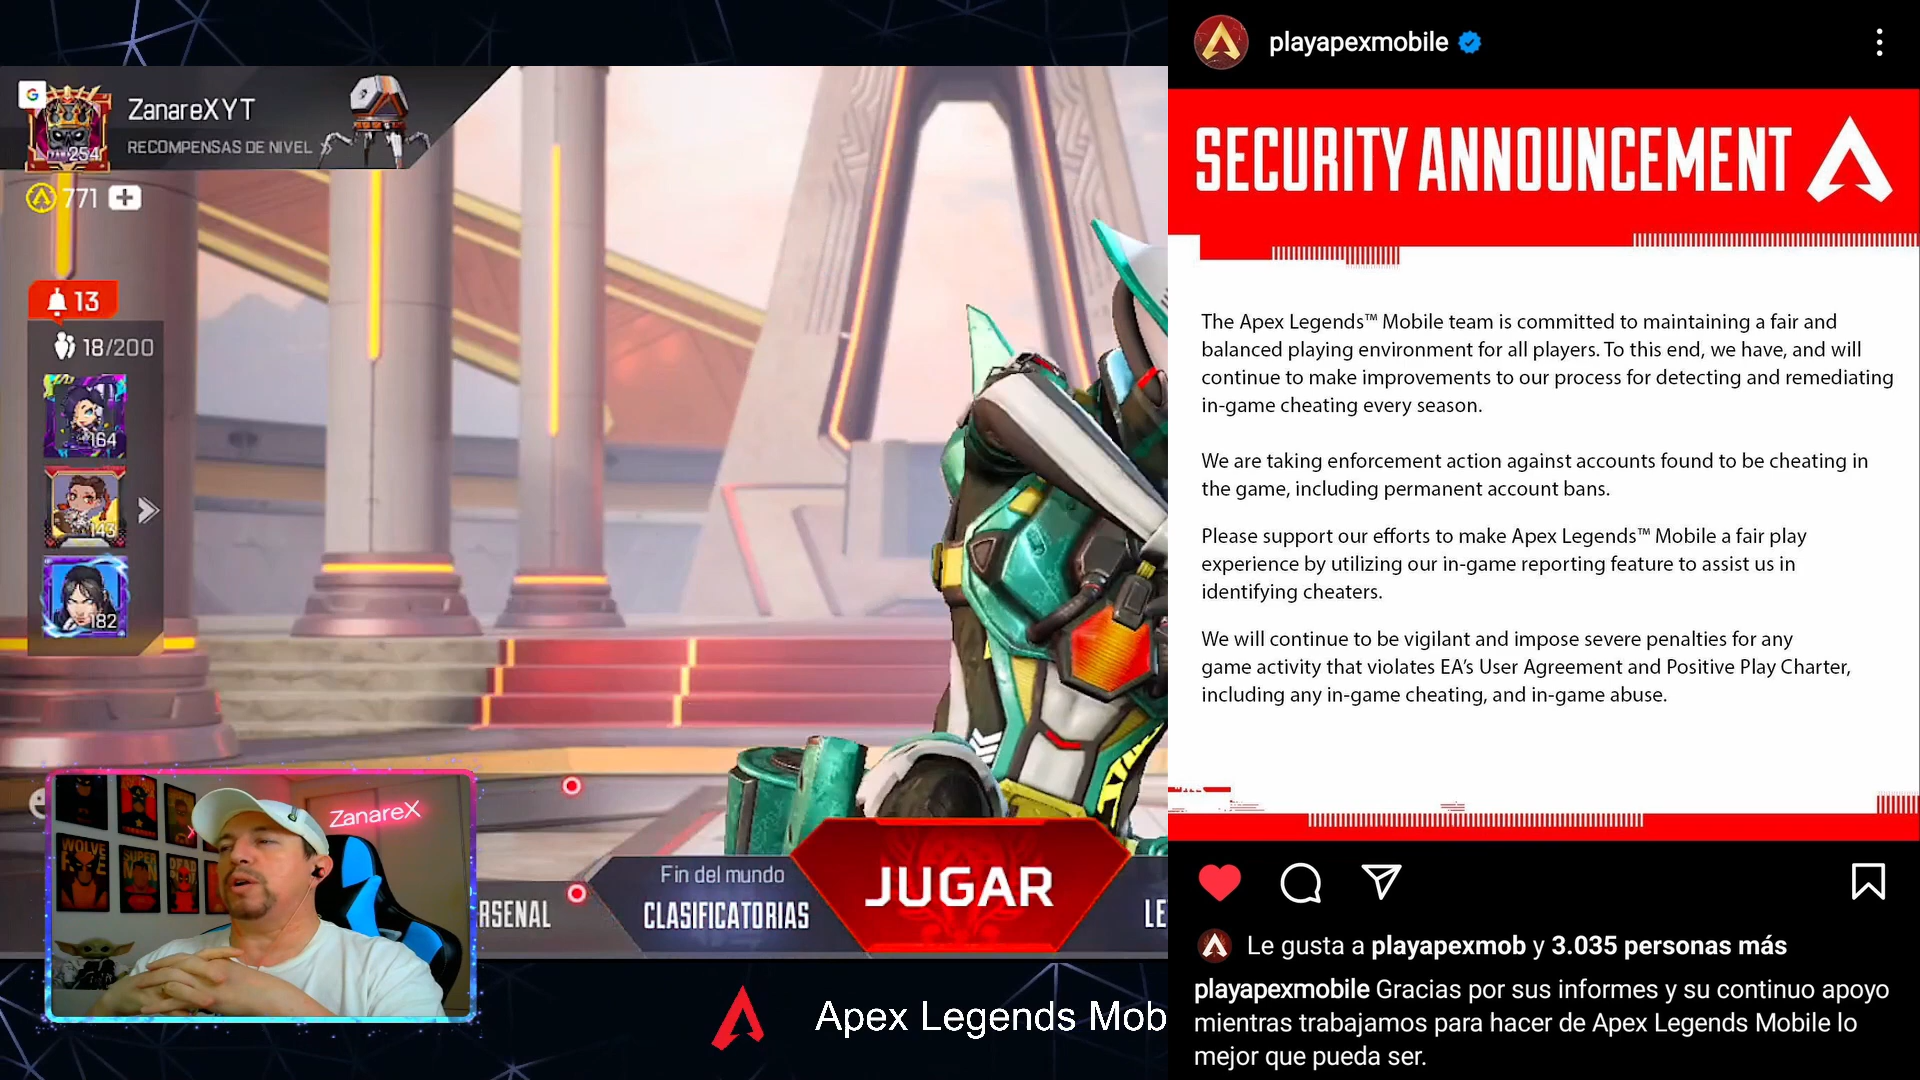 ZanareXYT
254
RECOMPENSAS DE NIVEL
771
13
18/200
164
143
182
ZanareX
WOLVE
SUPER
MAN
DEAD
RSENAL
Fin del mundo
CLASIFICATORIAS
JUGAR
LE
Apex Legends Mob
playapexmobile
SECURITY ANNOUNCEMENT
The Apex Legends™ Mobile team is committed to maintaining a fair and
balanced playing environment for all players. To this end, we have, and will
continue to make improvements to our process for detecting and remediating
in-game cheating every season.
We are taking enforcement action against accounts found to be cheating in
the game, including permanent account bans.
Please support our efforts to make Apex Legends™ Mobile a fair play
experience by utilizing our in-game reporting feature to assist us in
identifying cheaters.
We will continue to be vigilant and impose severe penalties for any
game activity that violates EA’s User Agreement and Positive Play Charter,
including any in-game cheating, and in-game abuse.
Le gusta a playapexmob y 3.035 personas más
playapexmobile Gracias por sus informes y su continuo apoyo
mientras trabajamos para hacer de Apex Legends Mobile lo
mejor que pueda ser.